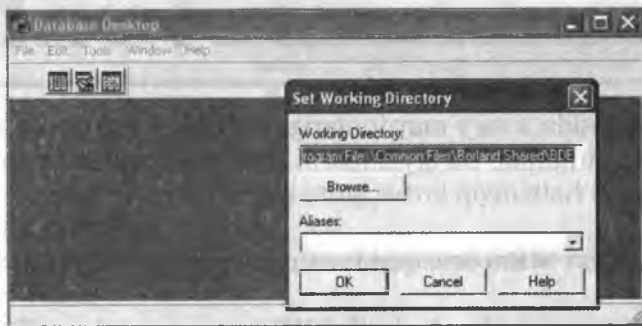 Database Desktop
File Edit Tools Window Help
Set Working Directory
Working Directory:
rogram Files\Common Files\Borland Shared\BDE
Browse...
Aliases:
OK Cancel Help